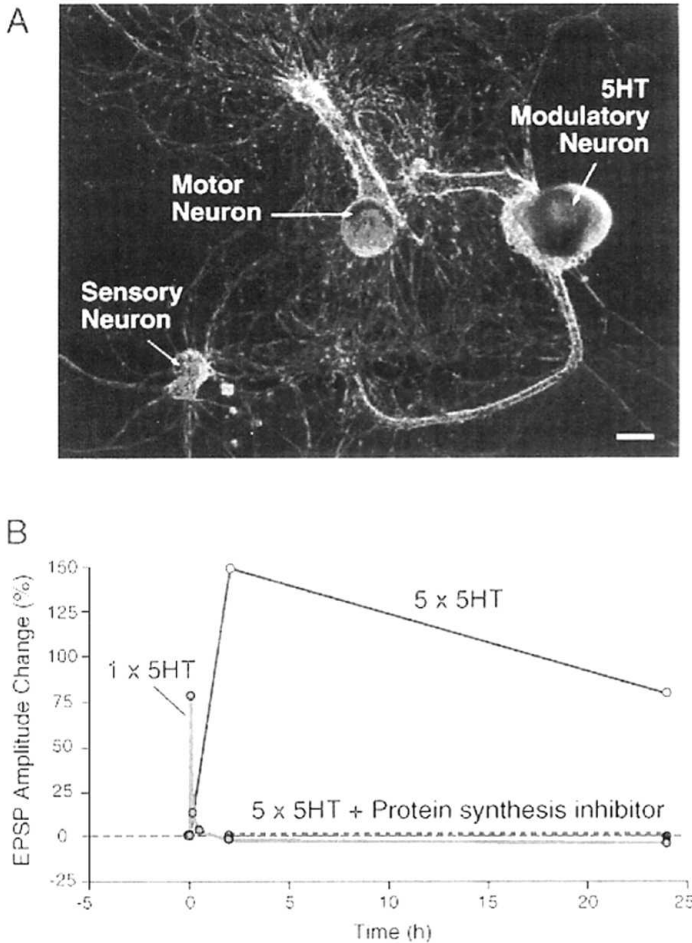 A
5HT
Modulatory
Neuron
Motor
Neuron
Sensory
Neuron
B
EPSP Amplitude Change (%)
150
125
100
75
50
25
0
-25
1 x 5HT
5 x 5HT
5 x 5HT + Protein synthesis inhibitor
-5
0
5
10
15
20
25
Time (h)